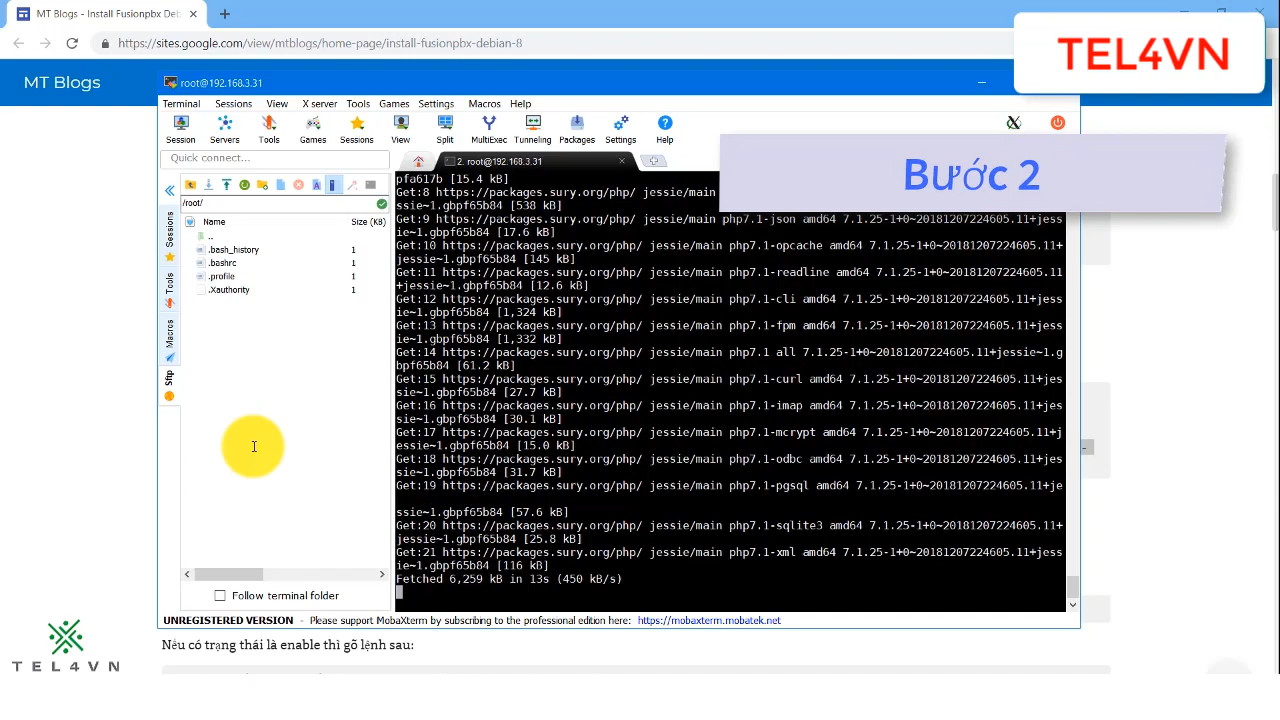 MT Blogs - Install Fusionpbx Deb
https://sites.google.com/view/mtblogs/home-page/install-fusionpbx-debian-8
TEL4VN
MT Blogs
root@192.168.3.31
Terminal Sessions View X server Tools Games Settings Macros Help
Session Servers Tools Games Sessions View Split MultiExec Tunneling Packages Settings Help
Quick connect...
2. root@192.168.3.31
Bước 2
/root/
Name Size (KB)
..
.bash_history 1
.bashrc 1
.profile 1
.Xauthority 1
Sessions
Tools
Macros
Sftp
pfa617b [15.4 kB]
Get:8 https://packages.sury.org/php/ jessie/main
ssie~1.gbpf65b84 [538 kB]
Get:9 https://packages.sury.org/php/ jessie/main php7.1-json amd64 7.1.25-1+0~20181207224605.11+jes
sie~1.gbpf65b84 [17.6 kB]
Get:10 https://packages.sury.org/php/ jessie/main php7.1-opcache amd64 7.1.25-1+0~20181207224605.11+
jessie~1.gbpf65b84 [145 kB]
Get:11 https://packages.sury.org/php/ jessie/main php7.1-readline amd64 7.1.25-1+0~20181207224605.11
+jessie~1.gbpf65b84 [12.6 kB]
Get:12 https://packages.sury.org/php/ jessie/main php7.1-cli amd64 7.1.25-1+0~20181207224605.11+jess
ie~1.gbpf65b84 [1,324 kB]
Get:13 https://packages.sury.org/php/ jessie/main php7.1-fpm amd64 7.1.25-1+0~20181207224605.11+jess
ie~1.gbpf65b84 [1,332 kB]
Get:14 https://packages.sury.org/php/ jessie/main php7.1 all 7.1.25-1+0~20181207224605.11+jessie~1.g
bpf65b84 [61.2 kB]
Get:15 https://packages.sury.org/php/ jessie/main php7.1-curl amd64 7.1.25-1+0~20181207224605.11+jes
sie~1.gbpf65b84 [27.7 kB]
Get:16 https://packages.sury.org/php/ jessie/main php7.1-imap amd64 7.1.25-1+0~20181207224605.11+jes
sie~1.gbpf65b84 [30.1 kB]
Get:17 https://packages.sury.org/php/ jessie/main php7.1-mcrypt amd64 7.1.25-1+0~20181207224605.11+j
essie~1.gbpf65b84 [15.0 kB]
Get:18 https://packages.sury.org/php/ jessie/main php7.1-odbc amd64 7.1.25-1+0~20181207224605.11+jes
sie~1.gbpf65b84 [31.7 kB]
Get:19 https://packages.sury.org/php/ jessie/main php7.1-pgsql amd64 7.1.25-1+0~20181207224605.11+je
ssie~1.gbpf65b84 [57.6 kB]
Get:20 https://packages.sury.org/php/ jessie/main php7.1-sqlite3 amd64 7.1.25-1+0~20181207224605.11+
jessie~1.gbpf65b84 [25.8 kB]
Get:21 https://packages.sury.org/php/ jessie/main php7.1-xml amd64 7.1.25-1+0~20181207224605.11+jess
ie~1.gbpf65b84 [116 kB]
Fetched 6,259 kB in 13s (450 kB/s)
Follow terminal folder
UNREGISTERED VERSION - Please support MobaXterm by subscribing to the professional edition here: https://mobaxterm.mobatek.net
Nếu có trạng thái là enable thì gõ lệnh sau:
TEL4VN